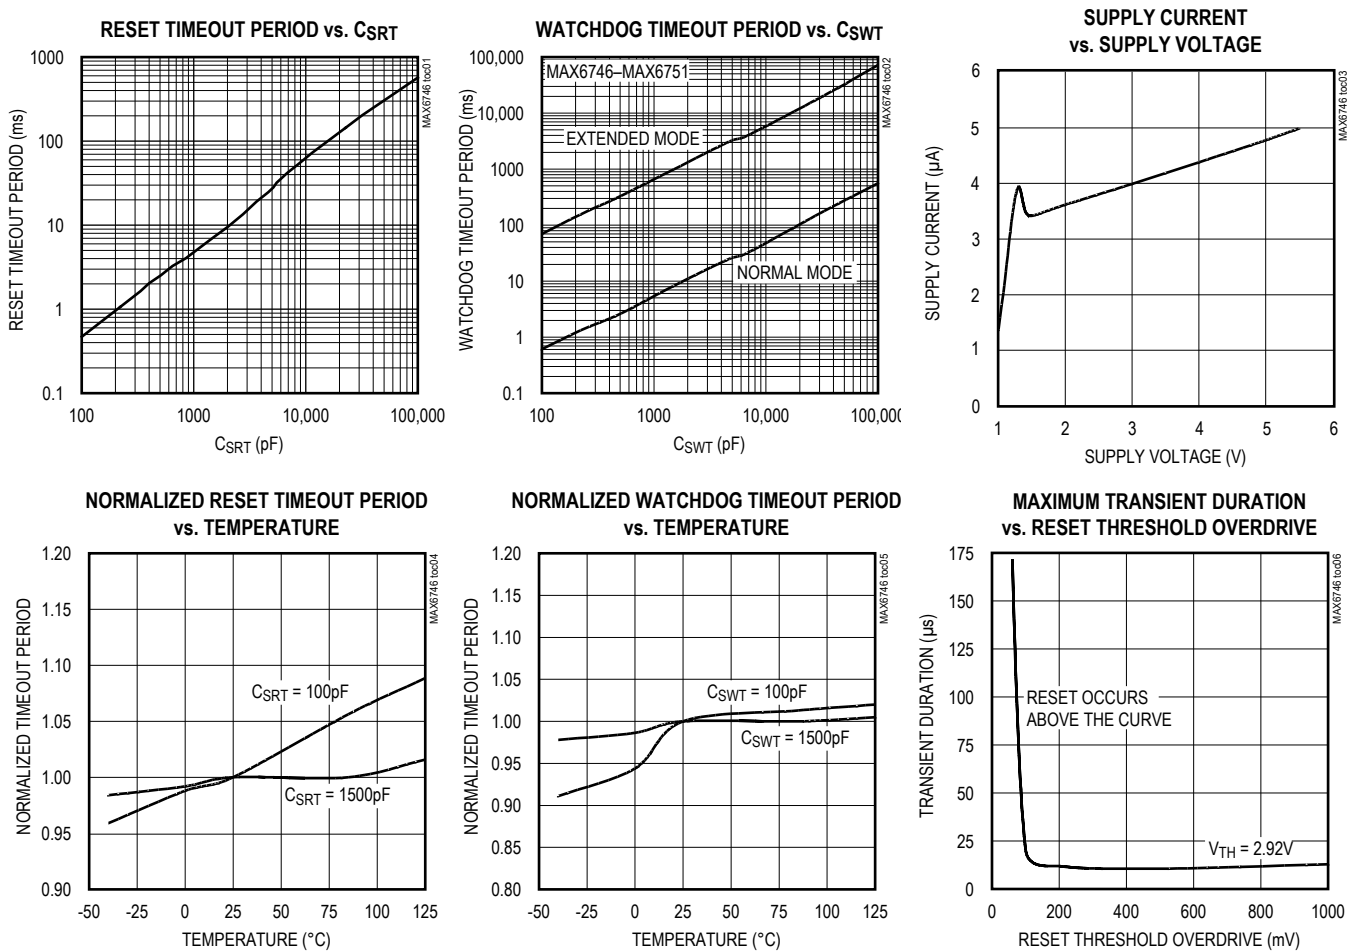 RESET TIMEOUT PERIOD vs. CSRT
1000
100
10
1
0.1
RESET TIMEOUT PERIOD (ms)
MAX6746 toc01
100
1000
10,000
100,000
CSRT (pF)
WATCHDOG TIMEOUT PERIOD vs. CSWT
100,000
10,000
1000
100
10
1
0.1
WATCHDOG TIMEOUT PERIOD (ms)
MAX6746–MAX6751
EXTENDED MODE
NORMAL MODE
MAX6746 toc02
100
1000
10,000
100,000
CSWT (pF)
SUPPLY CURRENT
vs. SUPPLY VOLTAGE
6
5
4
3
2
1
0
SUPPLY CURRENT (µA)
MAX6746 toc03
1
2
3
4
5
6
SUPPLY VOLTAGE (V)
NORMALIZED RESET TIMEOUT PERIOD
vs. TEMPERATURE
1.20
1.15
1.10
1.05
1.00
0.95
0.90
NORMALIZED TIMEOUT PERIOD
CSRT = 100pF
CSRT = 1500pF
MAX6746 toc04
-50
-25
0
25
50
75
100
125
TEMPERATURE (°C)
NORMALIZED WATCHDOG TIMEOUT PERIOD
vs. TEMPERATURE
1.20
1.15
1.10
1.05
1.00
0.95
0.90
0.80
NORMALIZED TIMEOUT PERIOD
CSWT = 100pF
CSWT = 1500pF
MAX6746 toc05
-50
-25
0
25
50
75
100
125
TEMPERATURE (°C)
MAXIMUM TRANSIENT DURATION
vs. RESET THRESHOLD OVERDRIVE
175
150
125
100
75
50
25
0
TRANSIENT DURATION (µs)
RESET OCCURS
ABOVE THE CURVE
VTH = 2.92V
MAX6746 toc06
0
200
400
600
800
1000
RESET THRESHOLD OVERDRIVE (mV)